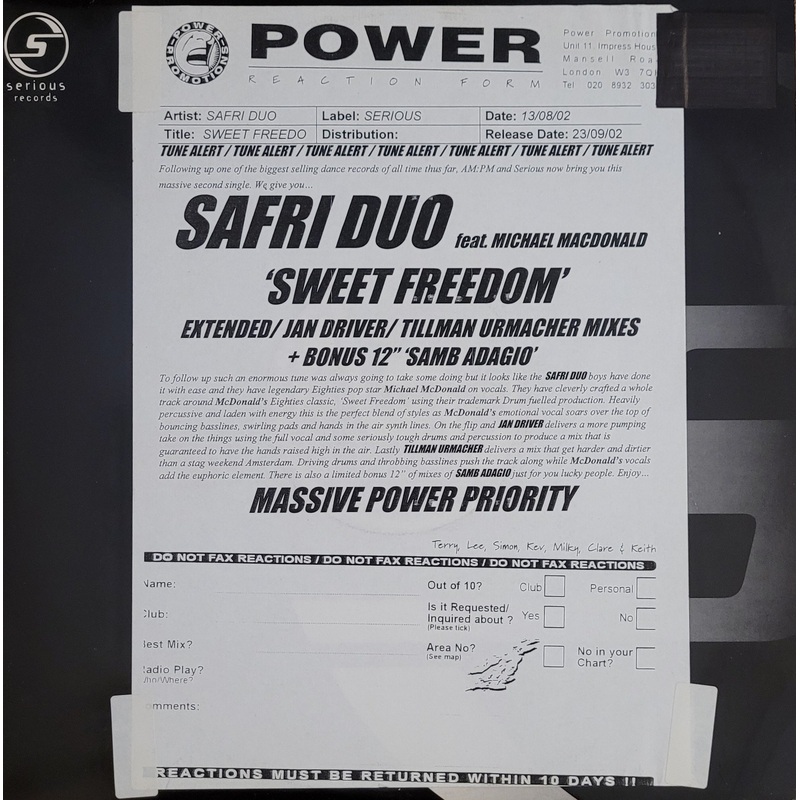 serious
records
POWER PROMOTIONS
POWER
REACTION FORM
Power Promotion
Unit 11 Impress Hous
Mansell Roa
London W3 7Q
Tel 020 8932 303
Artist: SAFRI DUO Label: SERIOUS Date: 13/08/02
Title: SWEET FREEDO Distribution: Release Date: 23/09/02
TUNE ALERT / TUNE ALERT / TUNE ALERT / TUNE ALERT / TUNE ALERT / TUNE ALERT / TUNE ALERT
Following up one of the biggest selling dance records of all time thus far, AM:PM and Serious now bring you this
massive second single. We give you…
SAFRI DUO feat. MICHAEL MACDONALD
‘SWEET FREEDOM’
EXTENDED/ JAN DRIVER/ TILLMAN URMACHER MIXES
+ BONUS 12” ‘SAMB ADAGIO’
To follow up such an enormous tune was always going to take some doing but it looks like the SAFRI DUO boys have done
it with ease and they have legendary Eighties pop star Michael McDonald on vocals. They have cleverly crafted a whole
track around McDonald’s Eighties classic, ‘Sweet Freedom’ using their trademark Drum fuelled production. Heavily
percussive and laden with energy this is the perfect blend of styles as McDonald’s emotional vocal soars over the top of
bouncing basslines, swirling pads and hands in the air synth lines. On the flip and JAN DRIVER delivers a more pumping
take on the things using the full vocal and some seriously tough drums and percussion to produce a mix that is
guaranteed to have the hands raised high in the air. Lastly TILLMAN URMACHER delivers a mix that get harder and dirtier
than a stag weekend Amsterdam. Driving drums and throbbing basslines push the track along while McDonald’s vocals
add the euphoric element. There is also a limited bonus 12” of mixes of SAMB ADAGIO just for you lucky people. Enjoy…
MASSIVE POWER PRIORITY
Terry, Lee, Simon, Kev, Milky, Clare & Keith
DO NOT FAX REACTIONS / DO NOT FAX REACTIONS / DO NOT FAX REACTIONS
Name: Out of 10? Club Personal
Club: Is it Requested/ Inquired about ? (Please tick) Yes No
Best Mix? Area No? (See map) No in your Chart?
Radio Play?
Who/Where?
omments:
REACTIONS MUST BE RETURNED WITHIN 10 DAYS !!